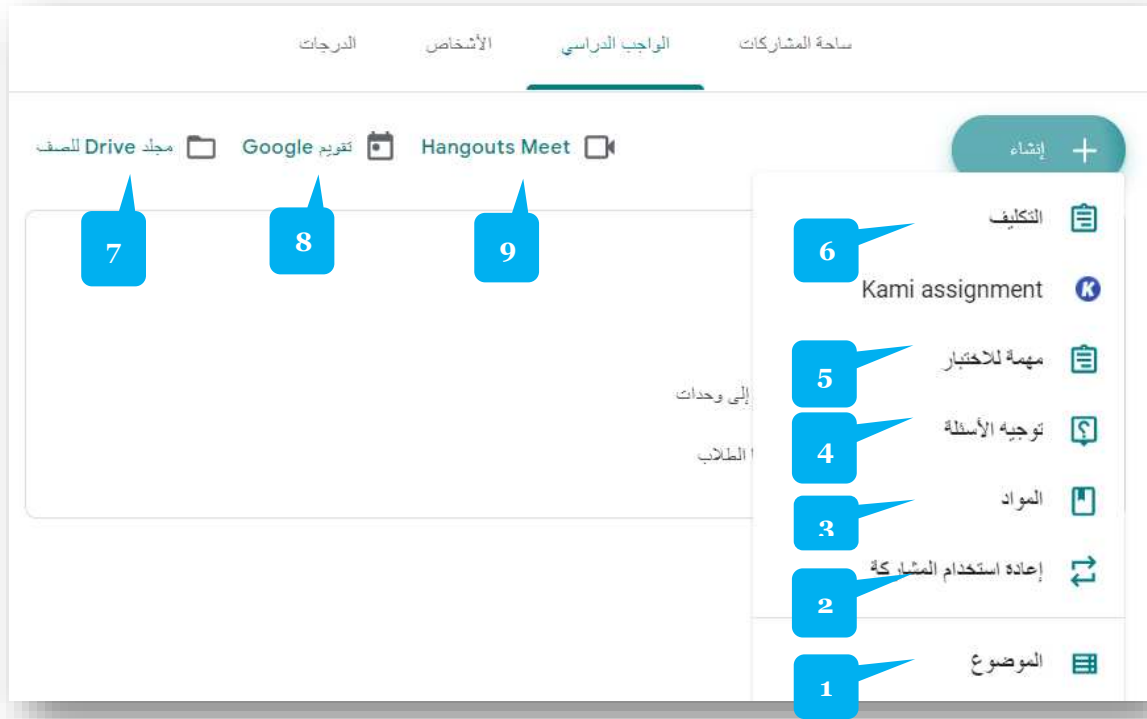 ساحة المشاركات الواجب الدراسي الأشخاص الدرجات
إنشاء
Hangouts Meet تقويم Google مجلد Drive للصف
9 8 7
التكليف
6
Kami assignment
مهمة للاختبار
5
إلى وحدات
توجيه الأسئلة
4
ا الطلاب
المواد
3
إعادة استخدام المشاركة
2
الموضوع
1